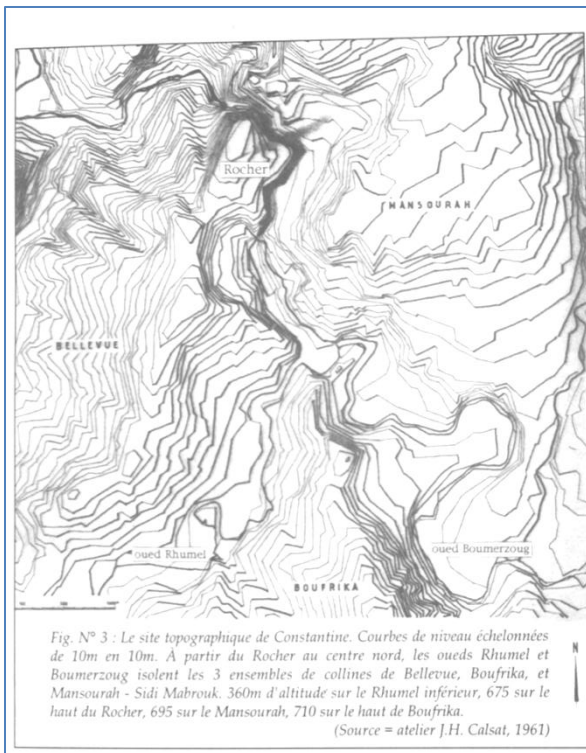 Rocher
MANSOURAH
BELLEVUE
oued Rhumel
oued Boumerzoug
BOUFRIKA
N
Fig. N° 3 : Le site topographique de Constantine. Courbes de niveau échelonnées
de 10m en 10m. À partir du Rocher au centre nord, les oueds Rhumel et
Boumerzoug isolent les 3 ensembles de collines de Bellevue, Boufrika, et
Mansourah - Sidi Mabrouk. 360m d'altitude sur le Rhumel inférieur, 675 sur le
haut du Rocher, 695 sur le Mansourah, 710 sur le haut de Boufrika.
(Source = atelier J.H. Calsat, 1961)